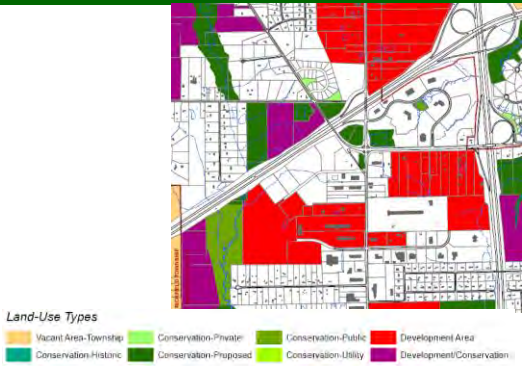 Land-Use Types
Vacant Area-Township Conservation-Private Conservation-Public Development Area
Conservation-Historic Conservation-Proposed Conservation-Utility Development/Conservation